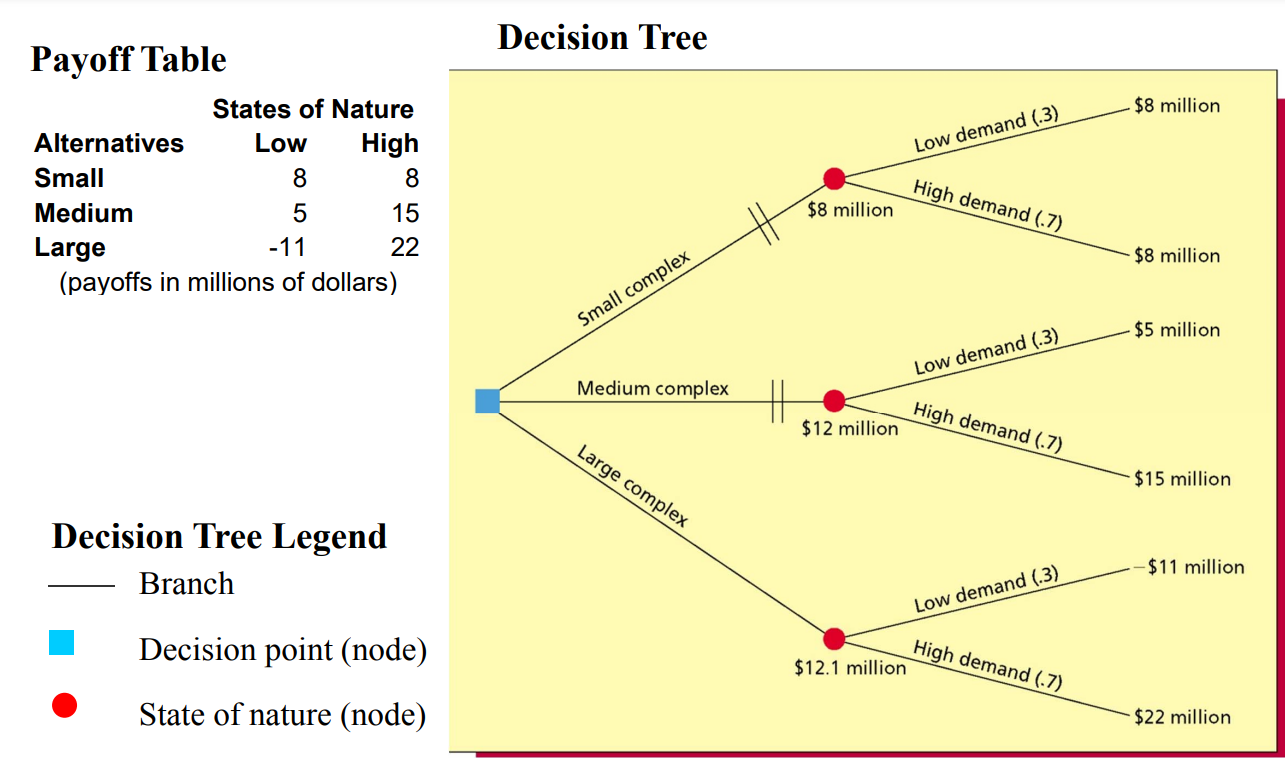 Payoff Table
States of Nature
Alternatives Low High
Small 8 8
Medium 5 15
Large -11 22
(payoffs in millions of dollars)
Decision Tree Legend
Branch
Decision point (node)
State of nature (node)
Decision Tree
Small complex
$8 million
Low demand (.3)
$8 million
High demand (.7)
$8 million
Medium complex
$12 million
Low demand (.3)
$5 million
High demand (.7)
$15 million
Large complex
$12.1 million
Low demand (.3)
−$11 million
High demand (.7)
$22 million